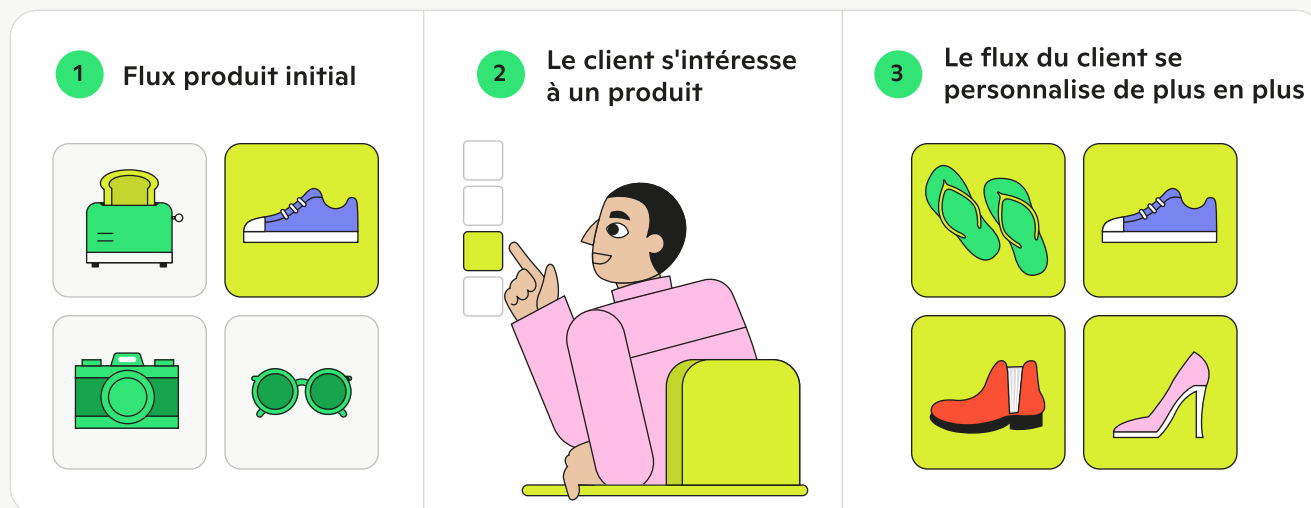 1
Flux produit initial
2
Le client s'intéresse
à un produit
3
Le flux du client se
personnalise de plus en plus